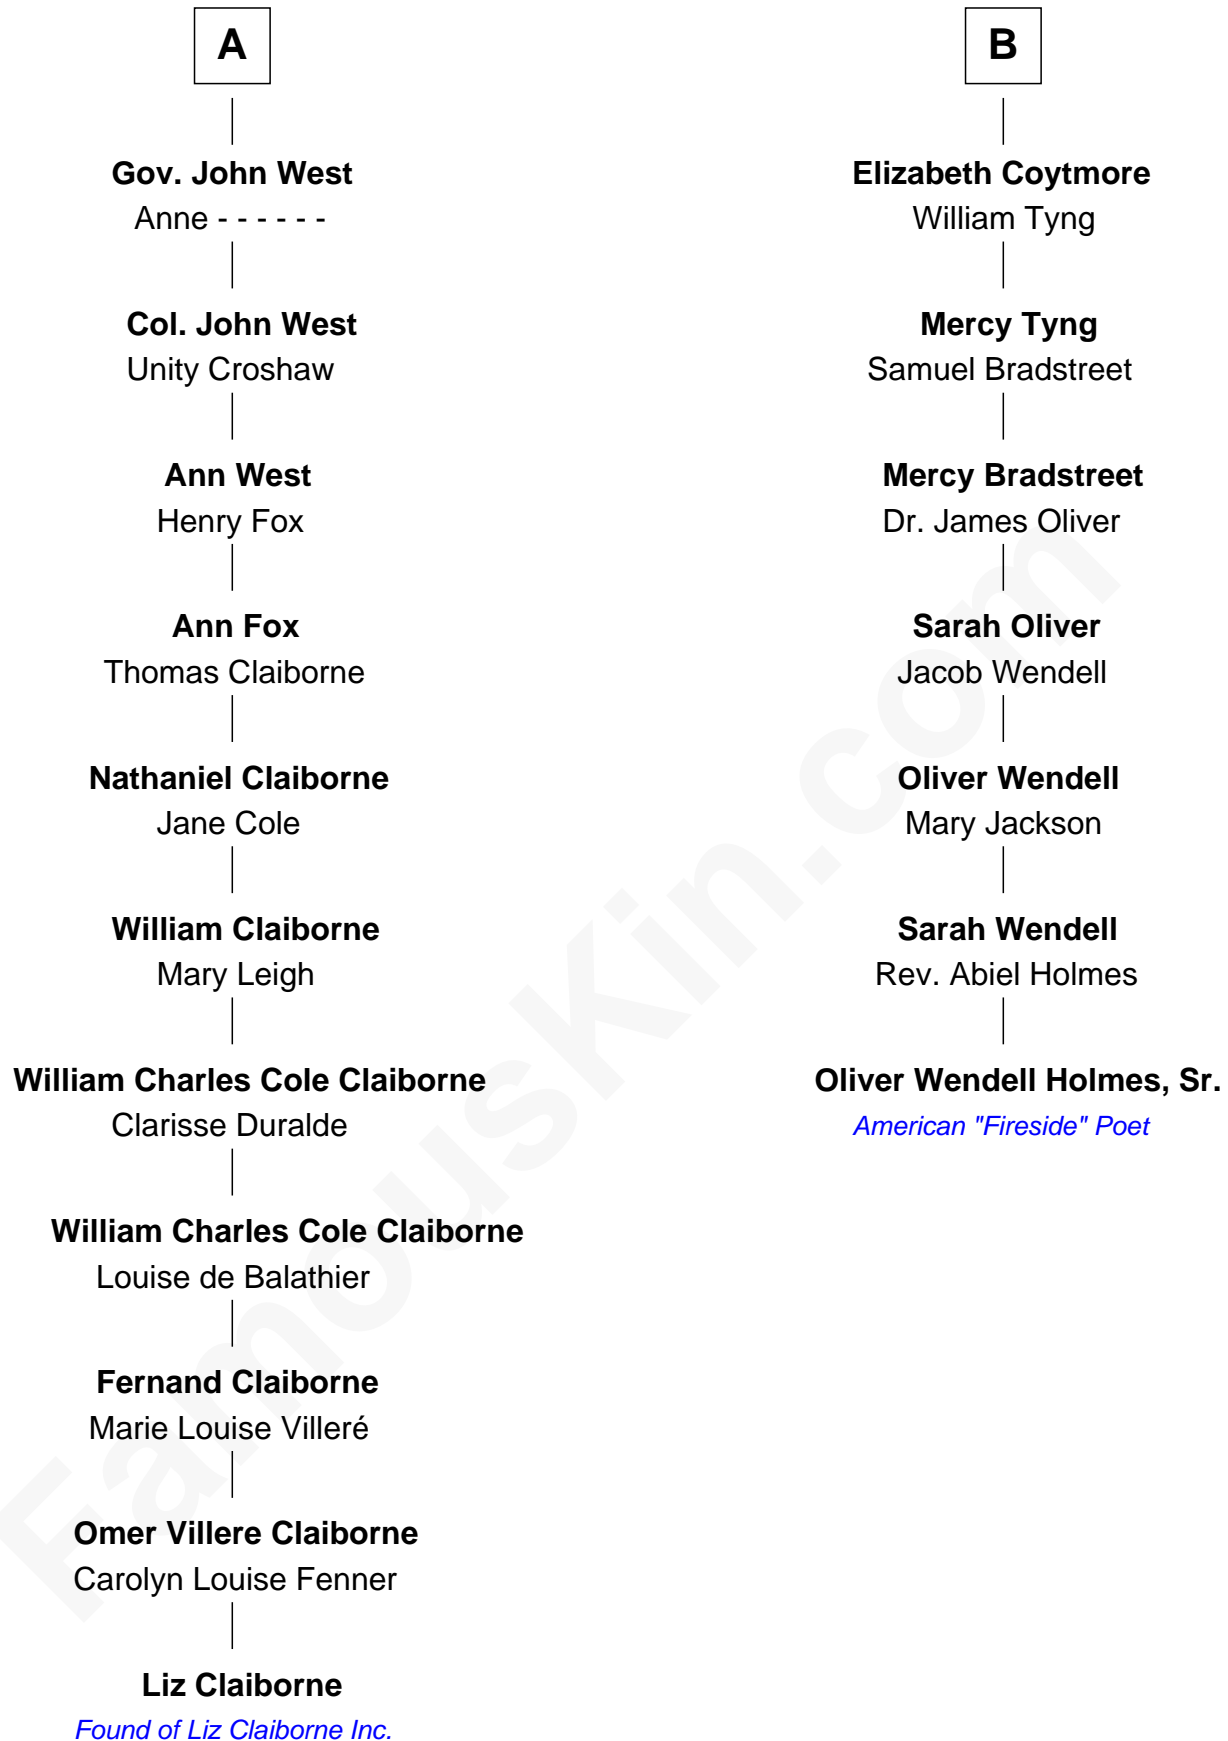 A
Gov. John West
Anne - - - - - -
Col. John West
Unity Croshaw
Ann West
Henry Fox
Ann Fox
Thomas Claiborne
Nathaniel Claiborne
Jane Cole
William Claiborne
Mary Leigh
William Charles Cole Claiborne
Clarisse Duralde
William Charles Cole Claiborne
Louise de Balathier
Fernand Claiborne
Marie Louise Villeré
Omer Villere Claiborne
Carolyn Louise Fenner
Liz Claiborne
Found of Liz Claiborne Inc.
B
Elizabeth Coytmore
William Tyng
Mercy Tyng
Samuel Bradstreet
Mercy Bradstreet
Dr. James Oliver
Sarah Oliver
Jacob Wendell
Oliver Wendell
Mary Jackson
Sarah Wendell
Rev. Abiel Holmes
Oliver Wendell Holmes, Sr.
American "Fireside" Poet
FamousKin.com